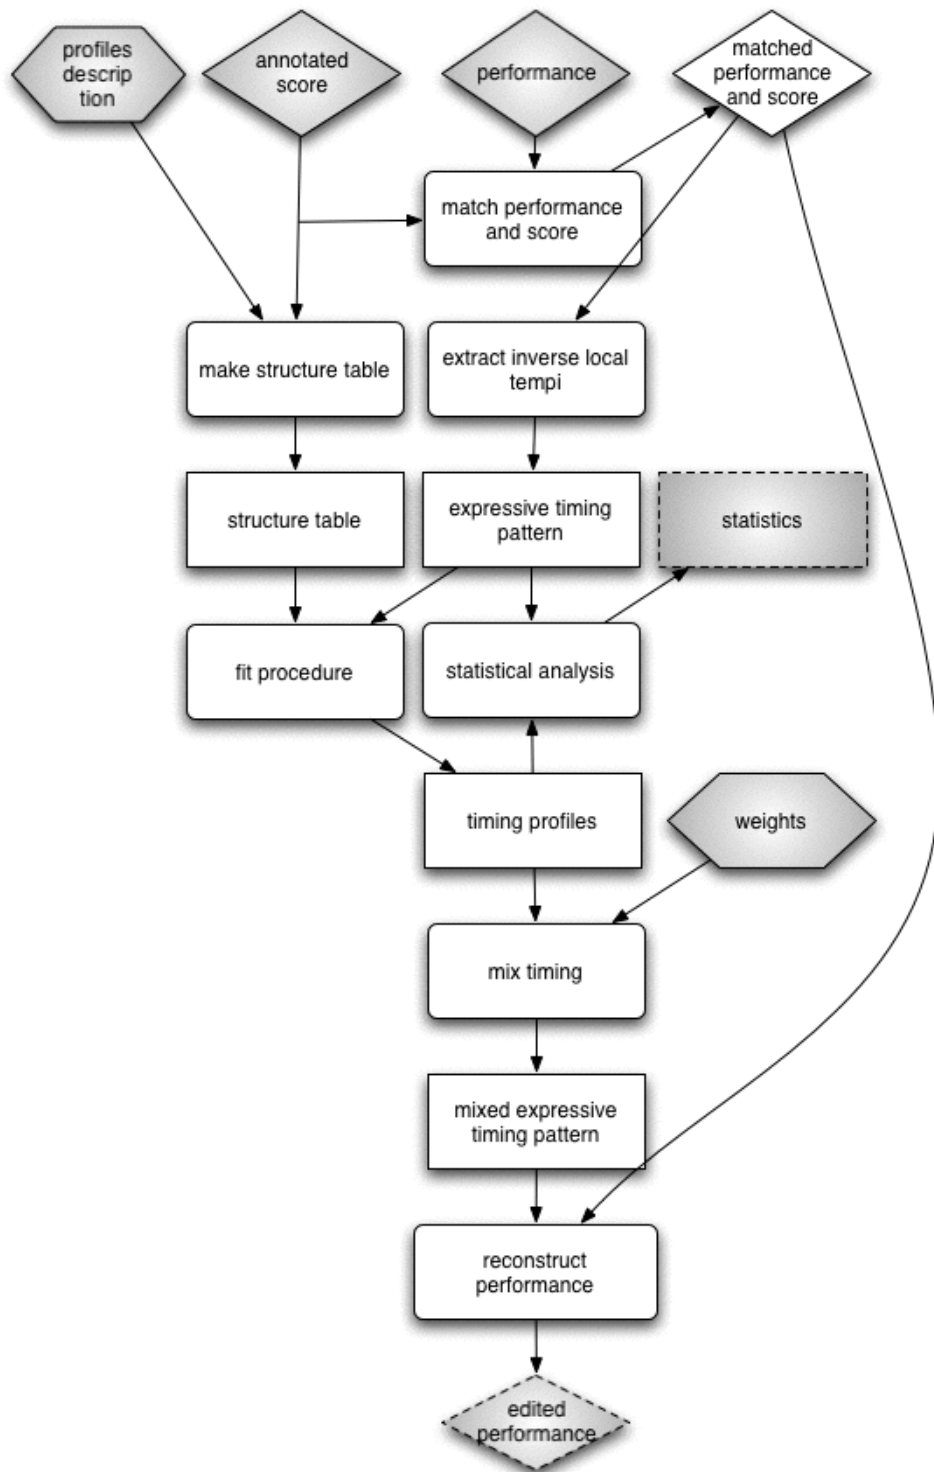 profiles
descrip
tion
annotated
score
performance
matched
performance
and score
match performance
and score
make structure table
extract inverse local
tempi
structure table
expressive timing
pattern
statistics
fit procedure
statistical analysis
timing profiles
weights
mix timing
mixed expressive
timing pattern
reconstruct
performance
edited
performance